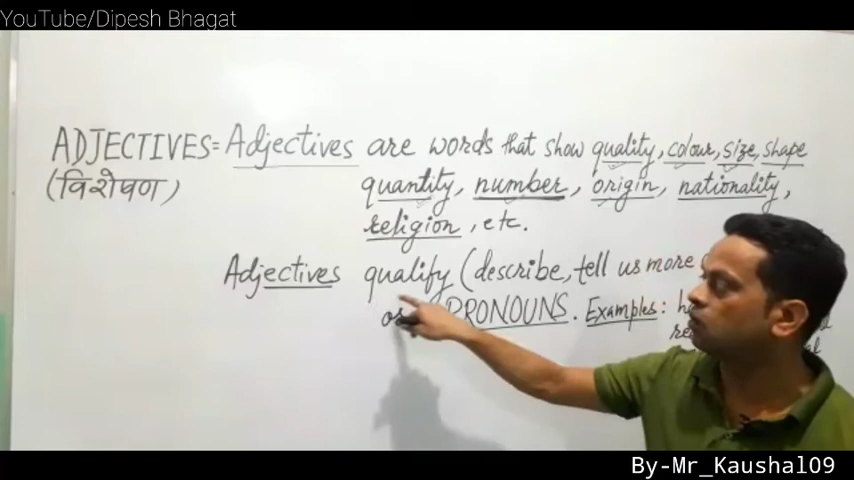 YouTube/Dipesh Bhagat
ADJECTIVES= Adjectives are words that show quality, colour, size, shape
(विशेषण) quantity, number, origin, nationality,
religion, etc.
Adjectives qualify (describe, tell us more
PRONOUNS. Examples:
By-Mr_Kaushal09